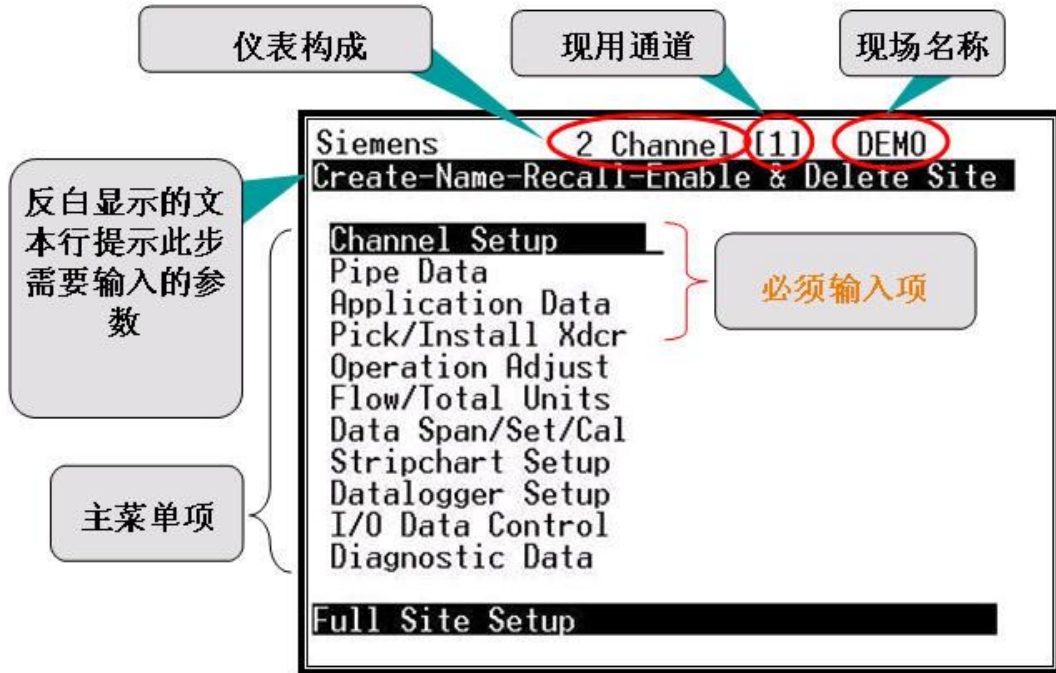 仪表构成
现用通道
现场名称
Siemens 2 Channel [1] DEMO
Create-Name-Recall-Enable & Delete Site
反白显示的文
本行提示此步
需要输入的参
数
Channel Setup
Pipe Data
Application Data
Pick/Install Xdcr
Operation Adjust
Flow/Total Units
Data Span/Set/Cal
Stripchart Setup
Datalogger Setup
I/O Data Control
Diagnostic Data
必须输入项
主菜单项
Full Site Setup